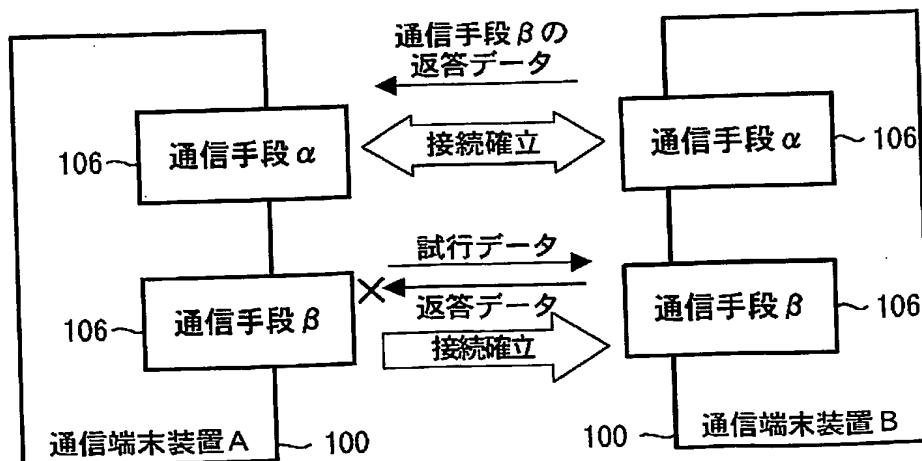 通信手段βの
返答データ
通信手段α
接続確立
通信手段α
106
106
試行データ
通信手段β
返答データ
通信手段β
106
106
接続確立
通信端末装置A
100
100
通信端末装置B